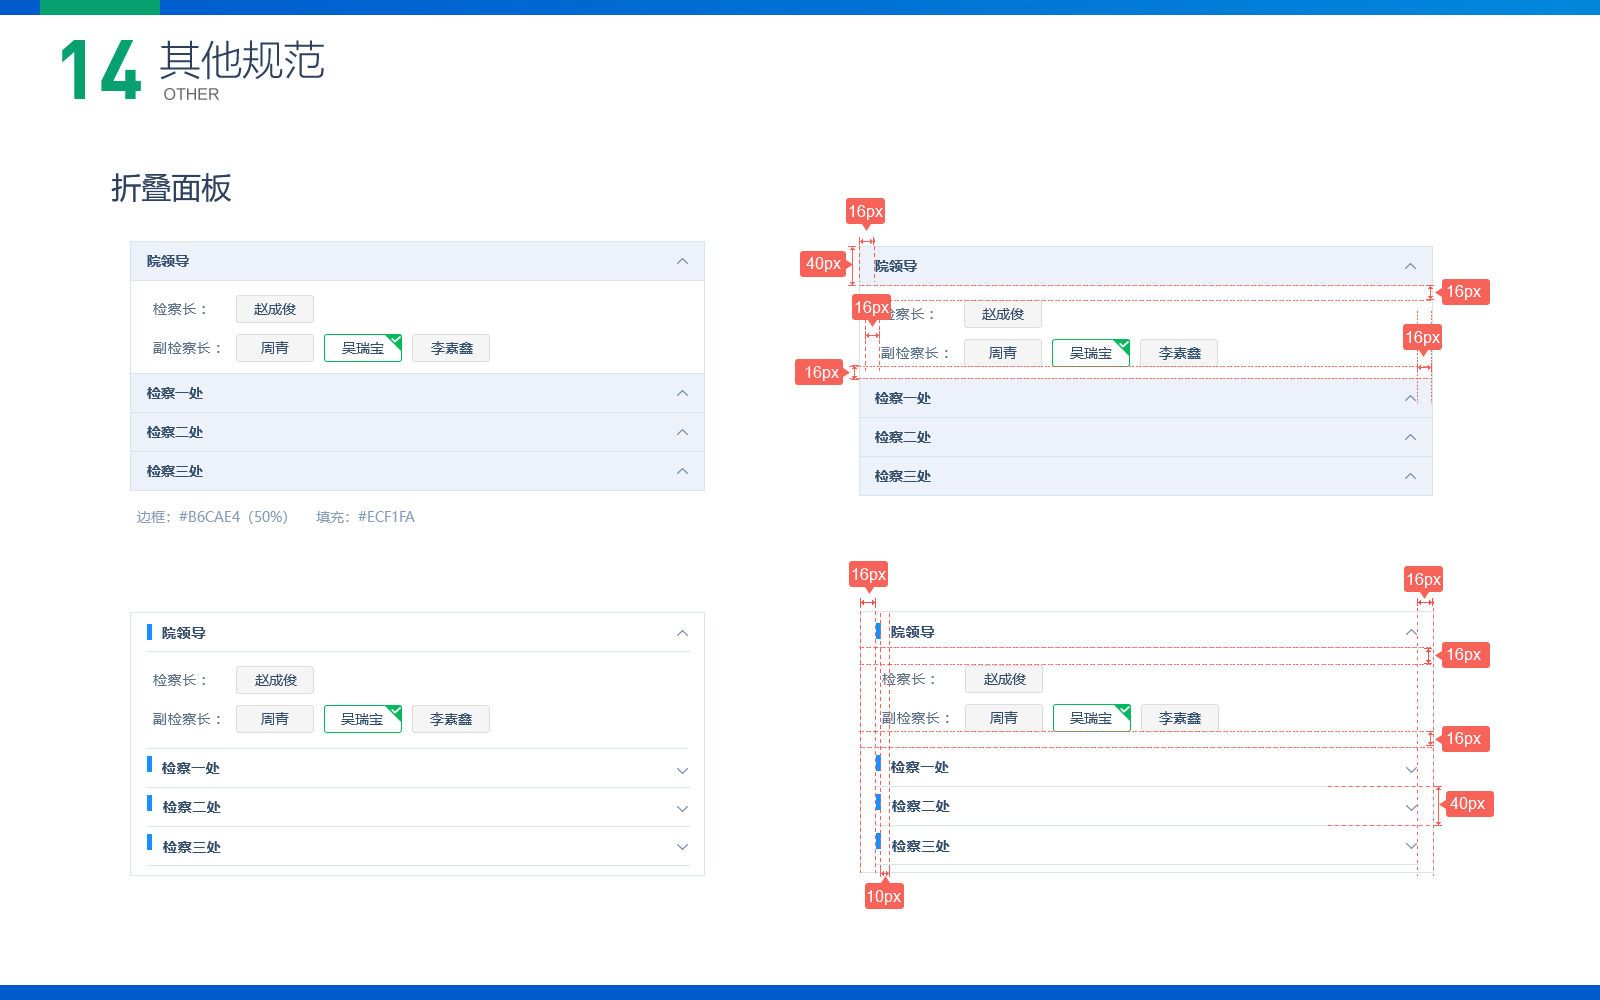 14 其他规范
OTHER
折叠面板
院领导
检察长： 赵成俊
副检察长： 周青 吴瑞宝 李素鑫
检察一处
检察二处
检察三处
边框：#B6CAE4（50%） 填充：#ECF1FA
16px
40px 院领导
16px
16px 检察长： 赵成俊
16px
副检察长： 周青 吴瑞宝 李素鑫
16px
检察一处
检察二处
检察三处
院领导
检察长： 赵成俊
副检察长： 周青 吴瑞宝 李素鑫
检察一处
检察二处
检察三处
16px 16px
院领导
16px
检察长： 赵成俊
副检察长： 周青 吴瑞宝 李素鑫
16px
检察一处
检察二处 40px
检察三处
10px